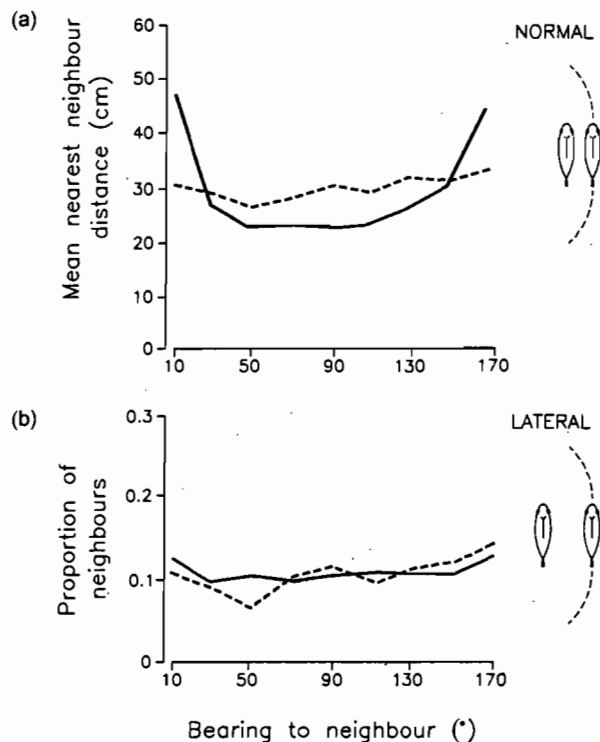 (a)
60
50
40
30
20
10
0
Mean nearest neighbour
distance (cm)
10
50
90
130
170
NORMAL
(b)
0.3
0.2
0.1
0
Proportion of
neighbours
10
50
90
130
170
LATERAL
Bearing to neighbour (°)